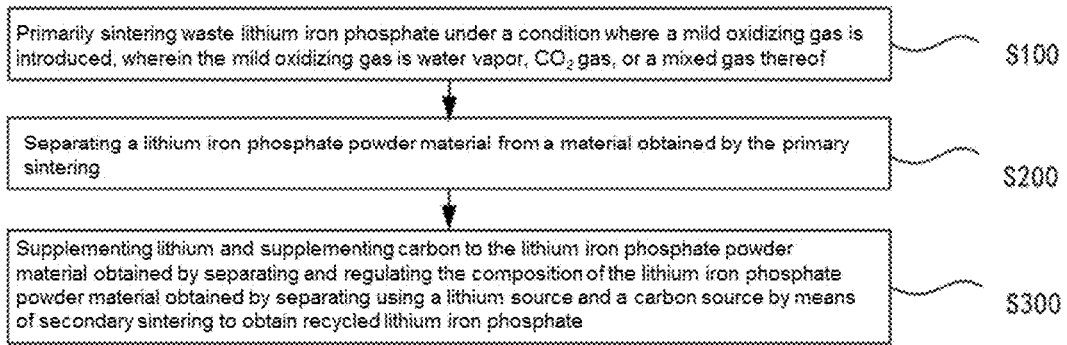 Primarily sintering waste lithium iron phosphate under a condition where a mild oxidizing gas is
introduced, wherein the mild oxidizing gas is water vapor, CO₂ gas, or a mixed gas thereof
S100
Separating a lithium iron phosphate powder material from a material obtained by the primary
sintering
S200
Supplementing lithium and supplementing carbon to the lithium iron phosphate powder
material obtained by separating and regulating the composition of the lithium iron phosphate
powder material obtained by separating using a lithium source and a carbon source by means
of secondary sintering to obtain recycled lithium iron phosphate
S300